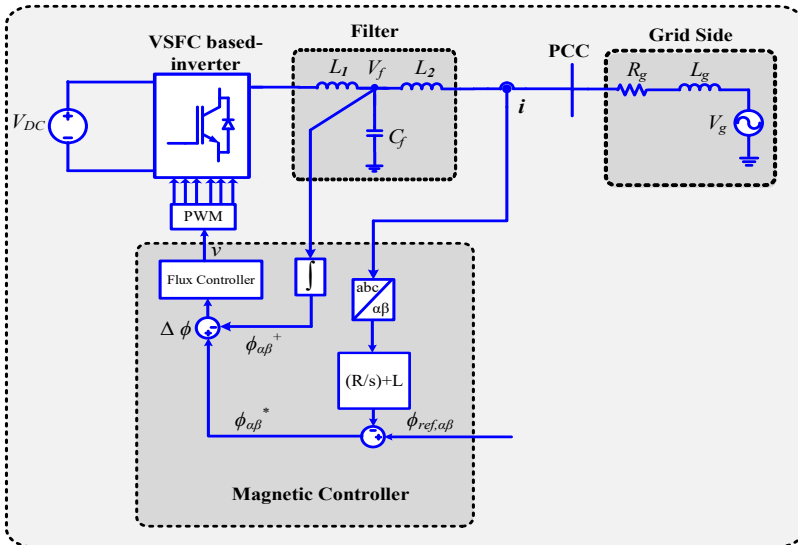 VSFC based-
inverter
Filter
Grid Side
PCC
L1
Vf
L2
Rg
Lg
VDC
i
Cf
Vg
+
−
PWM
v
Flux Controller
∫
abc
αβ
Δ ϕ
-
+
ϕαβ+
(R/s)+L
ϕαβ*
-
+
ϕref,αβ
Magnetic Controller